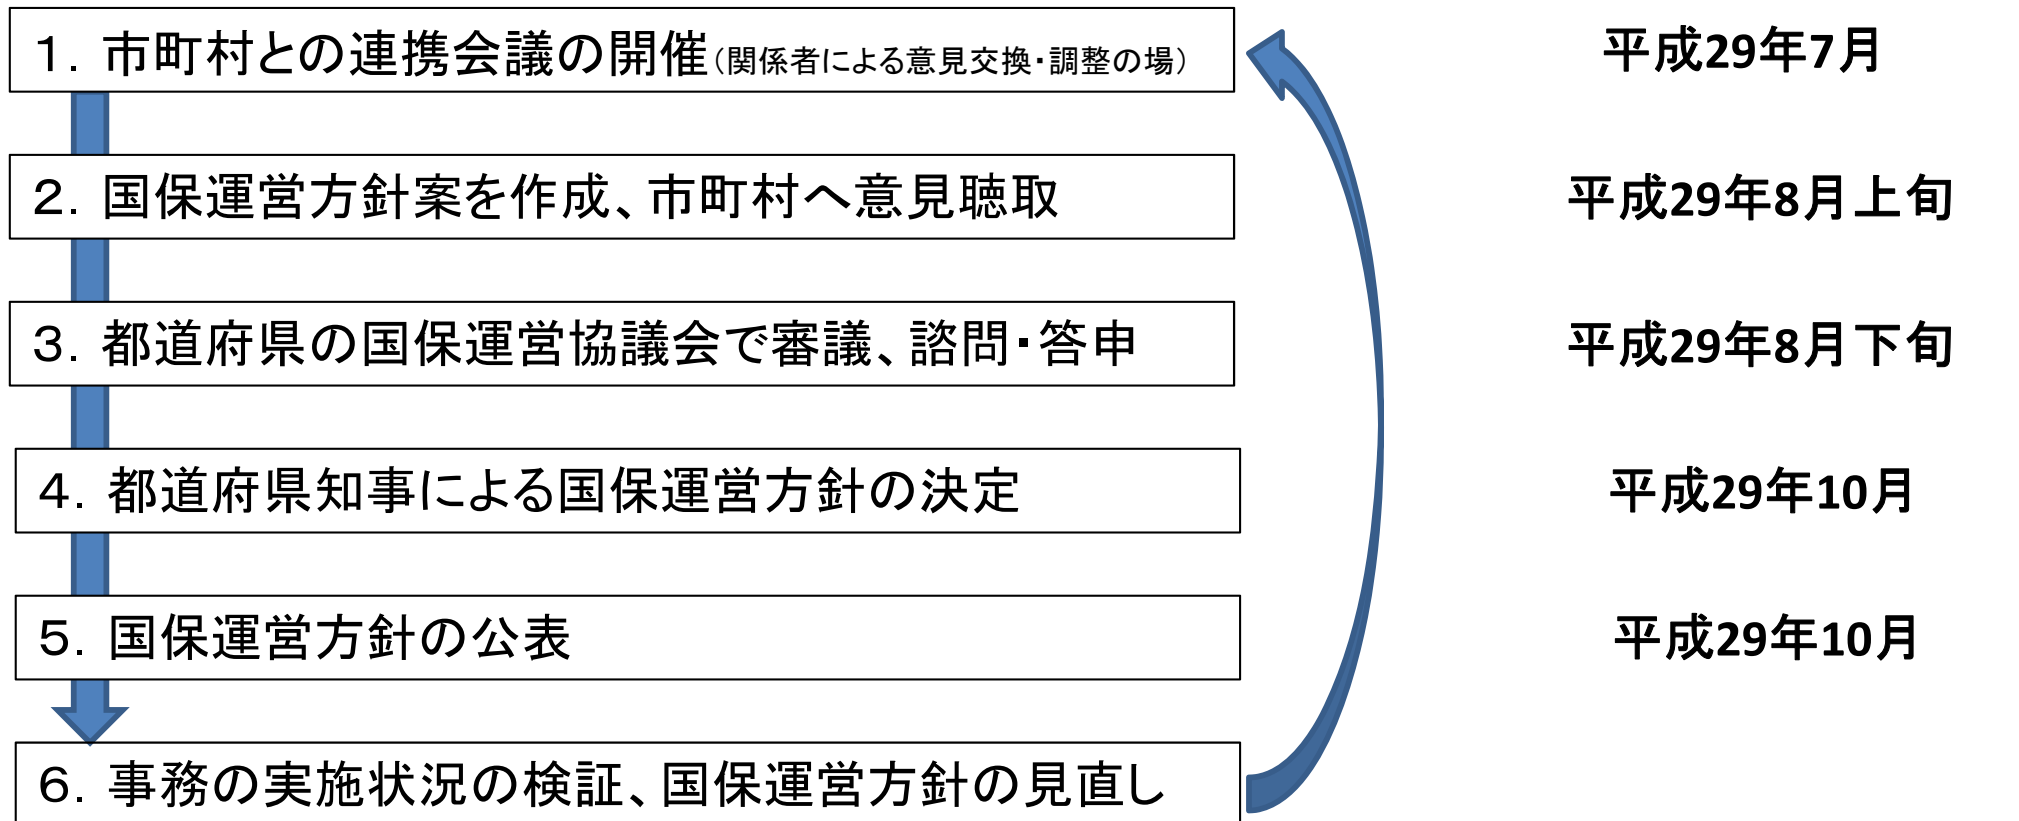 １．市町村との連携会議の開催（関係者による意見交換・調整の場）
平成29年7月
２．国保運営方針案を作成、市町村へ意見聴取
平成29年8月上旬
３．都道府県の国保運営協議会で審議、諮問・答申
平成29年8月下旬
４．都道府県知事による国保運営方針の決定
平成29年10月
５．国保運営方針の公表
平成29年10月
６．事務の実施状況の検証、国保運営方針の見直し